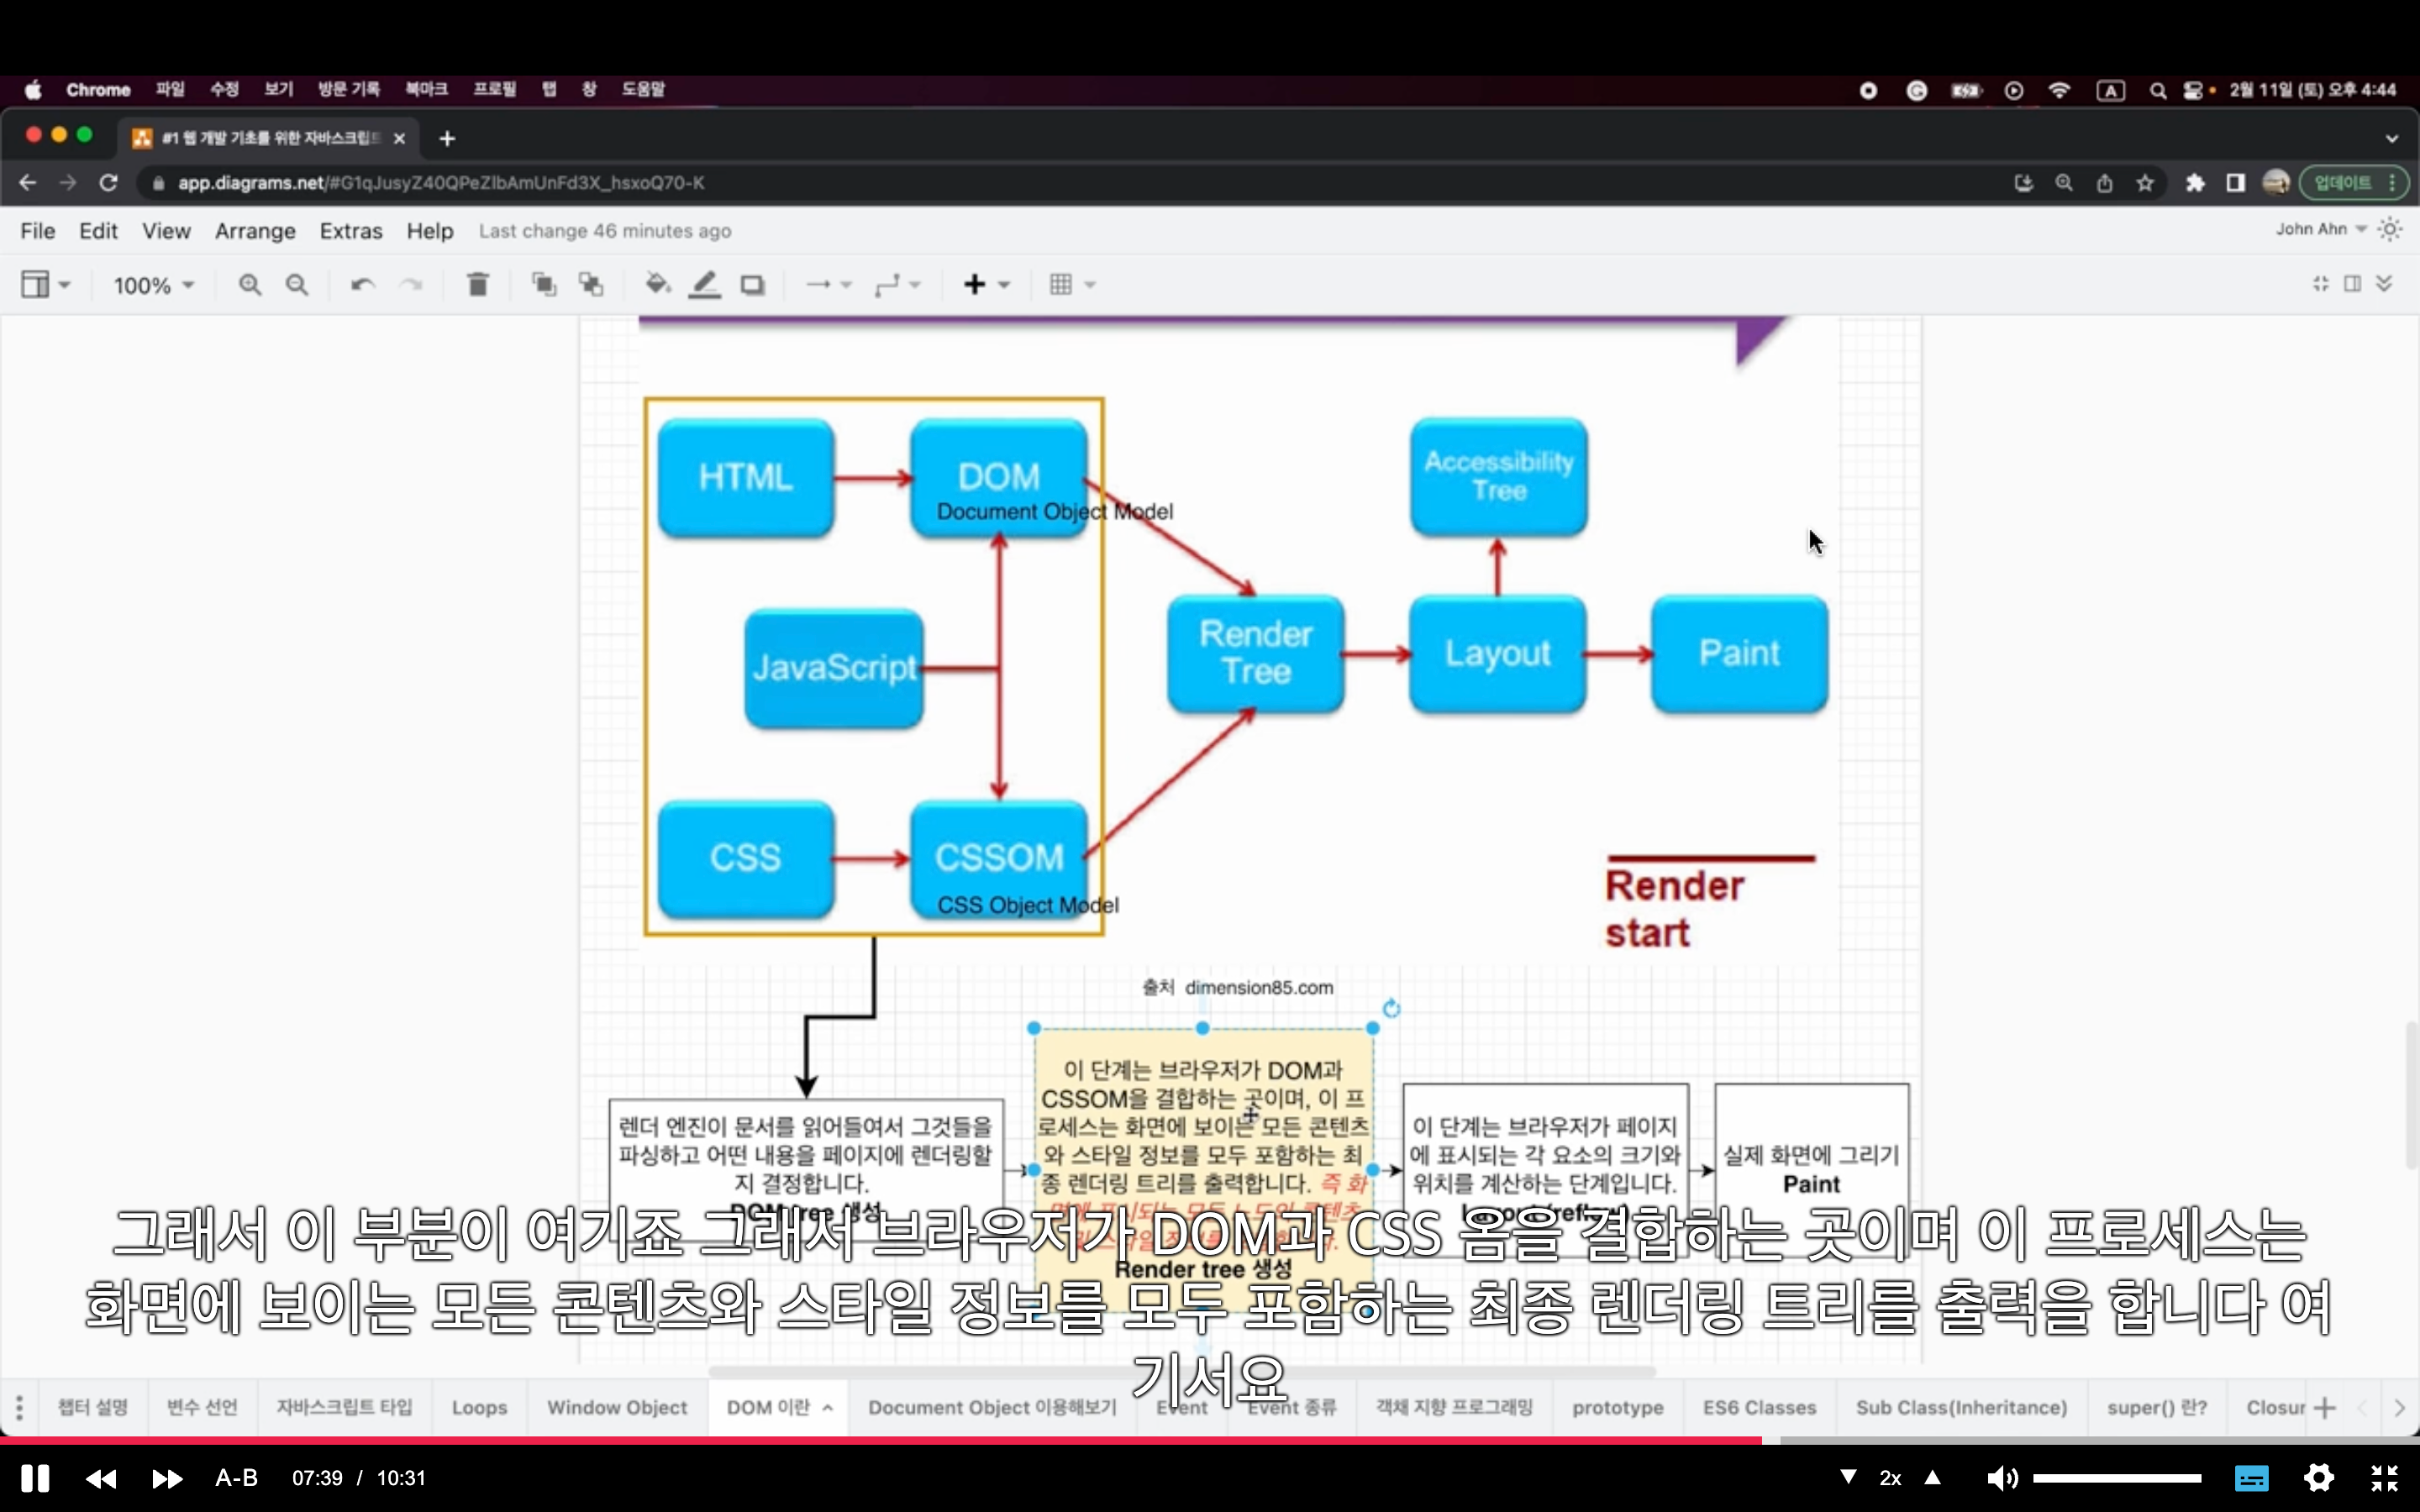 Chrome 파일 수정 보기 방문 기록 북마크 프로필 탭 창 도움말
A 2월 11일 (토) 오후 4:44
#1 웹 개발 기초를 위한 자바스크립
app.diagrams.net/#G1qJusyZ40QPeZlbAmUnFd3X_hsxoQ70-K
업데이트
File Edit View Arrange Extras Help Last change 46 minutes ago
John Ahn
100%
HTML
DOM
Document Object Model
Accessibility
Tree
JavaScript
Render
Tree
Layout
Paint
CSS
CSSOM
CSS Object Model
Render
start
출처 dimension85.com
렌더 엔진이 문서를 읽어들여서 그것들을
파싱하고 어떤 내용을 페이지에 렌더링할
지 결정합니다.
DOM tree 생성
이 단계는 브라우저가 DOM과
CSSOM을 결합하는 곳이며, 이 프
로세스는 화면에 보이는 모든 콘텐츠
와 스타일 정보를 모두 포함하는 최
종 렌더링 트리를 출력합니다. 즉 화
Render tree 생성
이 단계는 브라우저가 페이지
에 표시되는 각 요소의 크기와
위치를 계산하는 단계입니다.
Layout (reflow)
실제 화면에 그리기
Paint
그래서 이 부분이 여기죠 그래서 브라우저가 DOM과 CSS 옴을 결합하는 곳이며 이 프로세스는
화면에 보이는 모든 콘텐츠와 스타일 정보를 모두 포함하는 최종 렌더링 트리를 출력을 합니다 여
기서요
챕터 설명 변수 선언 자바스크립트 타입 Loops Window Object DOM 이란 Document Object 이용해보기 Event Event 종류 객채 지향 프로그래밍 prototype ES6 Classes Sub Class(Inheritance) super() 란? Closur
A-B 07:39 / 10:31
2x